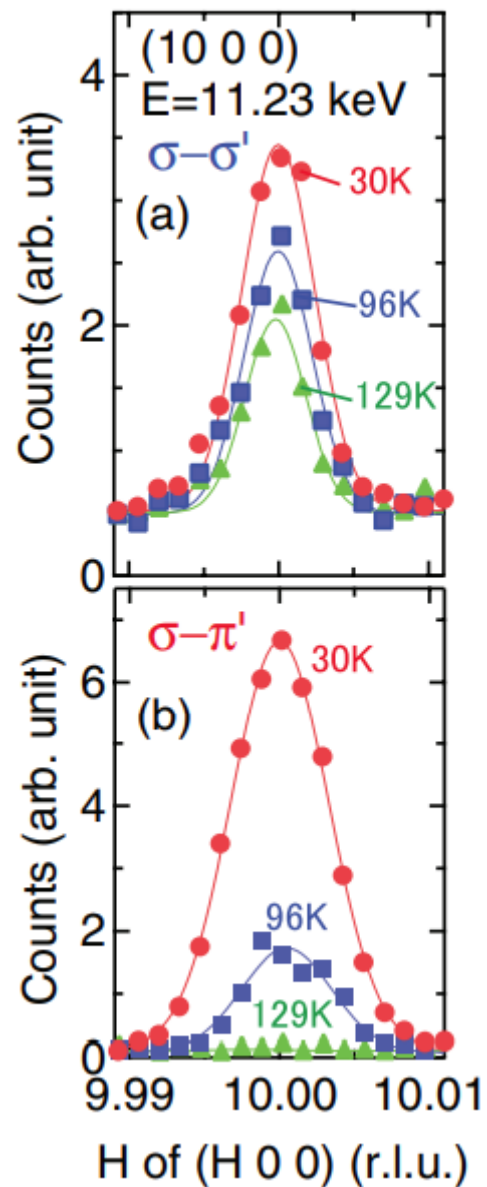 (10 0 0)
E=11.23 keV
σ−σ'
(a)
30K
96K
129K
4
2
0
Counts (arb. unit)
σ−π'
(b)
30K
96K
129K
6
4
2
0
Counts (arb. unit)
9.99 10.00 10.01
H of (H 0 0) (r.l.u.)